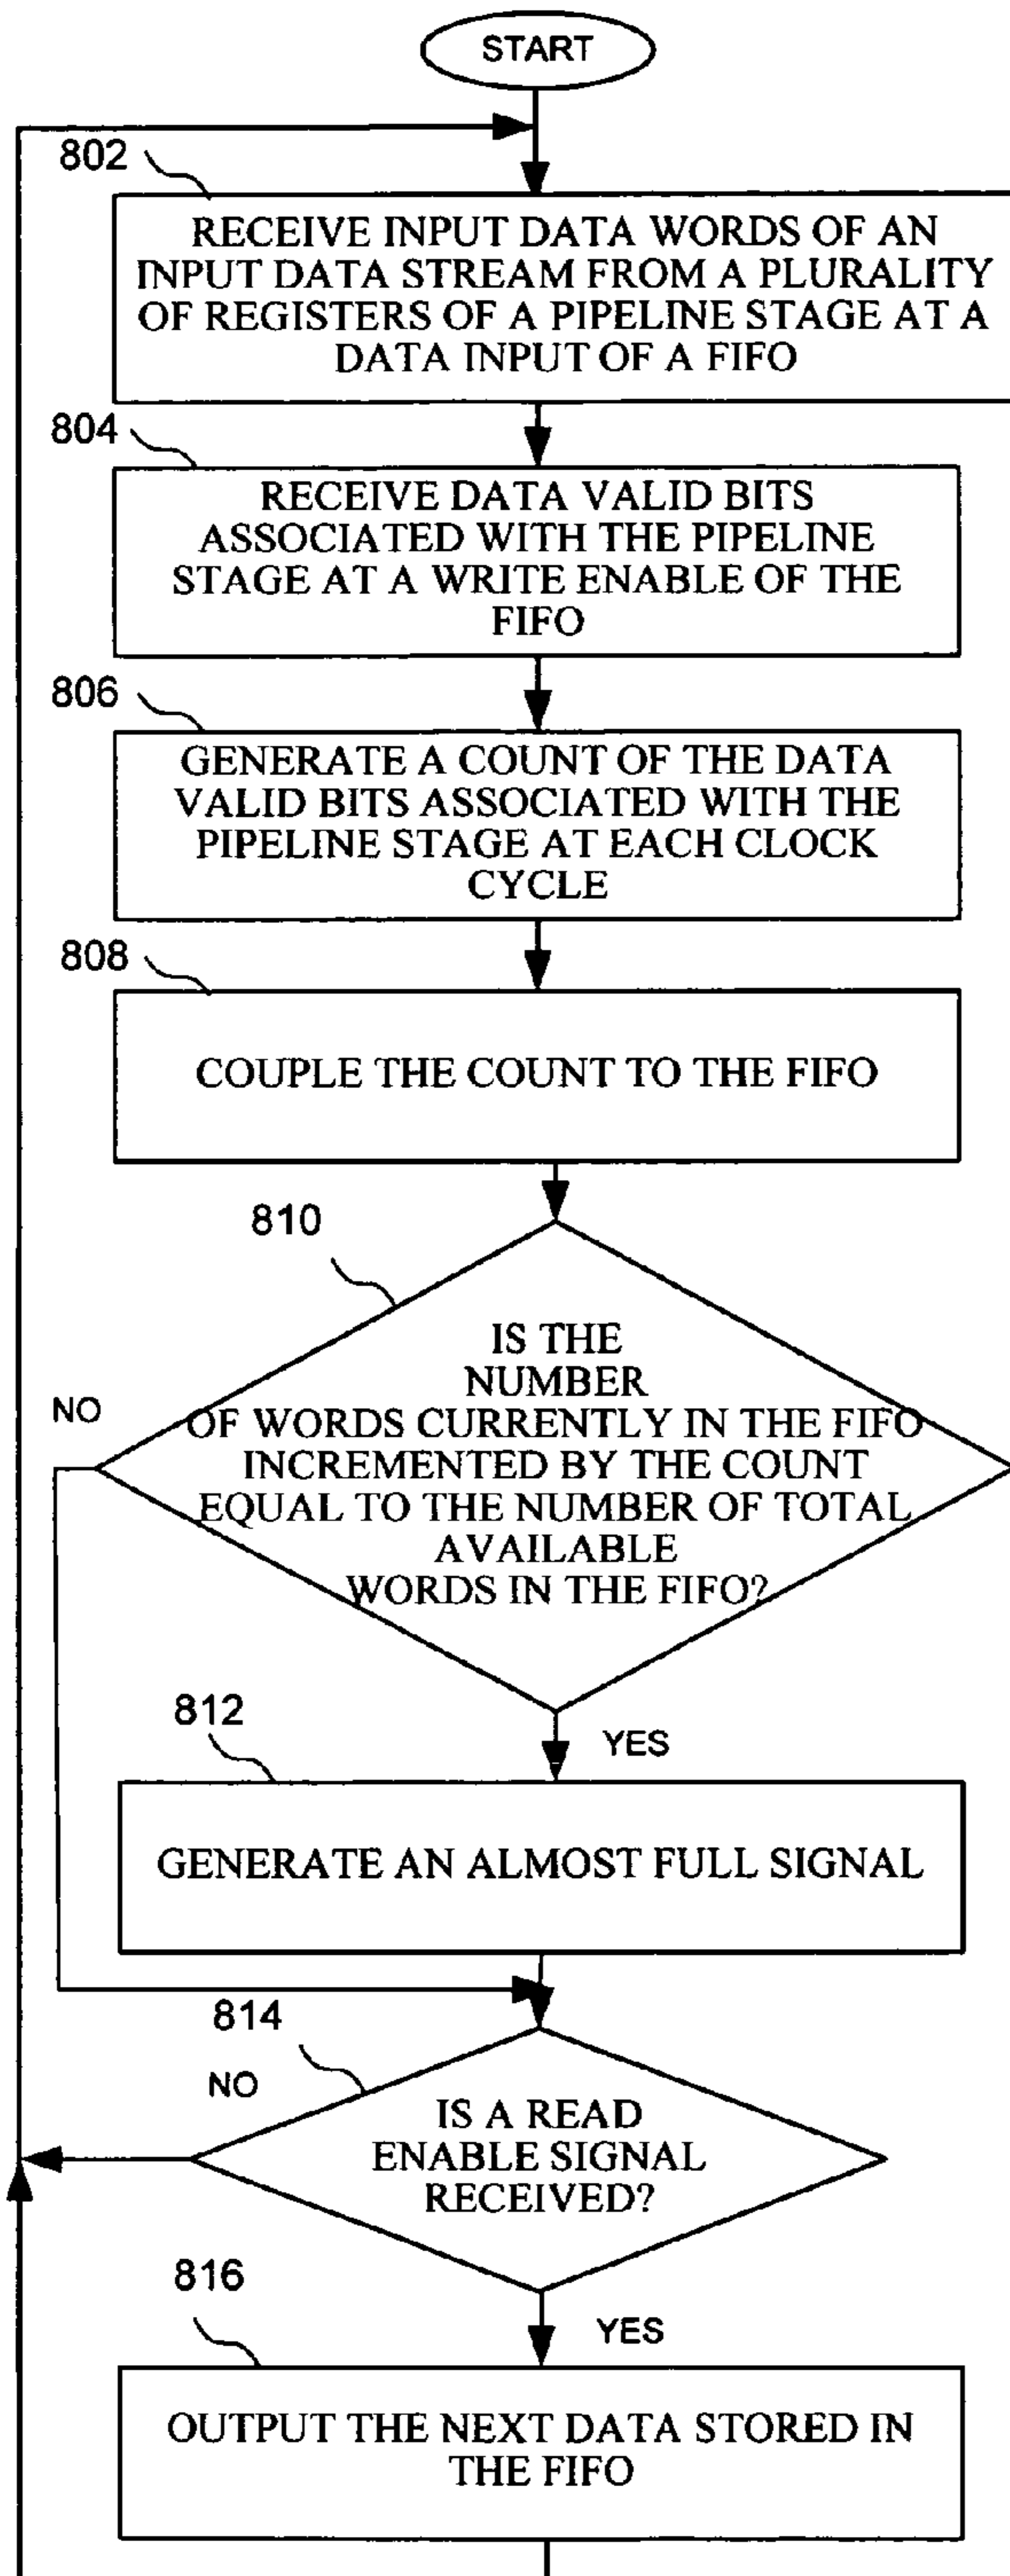 START
802
RECEIVE INPUT DATA WORDS OF AN
INPUT DATA STREAM FROM A PLURALITY
OF REGISTERS OF A PIPELINE STAGE AT A
DATA INPUT OF A FIFO
804
RECEIVE DATA VALID BITS
ASSOCIATED WITH THE PIPELINE
STAGE AT A WRITE ENABLE OF THE
FIFO
806
GENERATE A COUNT OF THE DATA
VALID BITS ASSOCIATED WITH THE
PIPELINE STAGE AT EACH CLOCK
CYCLE
808
COUPLE THE COUNT TO THE FIFO
810
IS THE
NUMBER
OF WORDS CURRENTLY IN THE FIFO
INCREMENTED BY THE COUNT
EQUAL TO THE NUMBER OF TOTAL
AVAILABLE
WORDS IN THE FIFO?
NO
YES
812
GENERATE AN ALMOST FULL SIGNAL
814
NO
IS A READ
ENABLE SIGNAL
RECEIVED?
YES
816
OUTPUT THE NEXT DATA STORED IN
THE FIFO